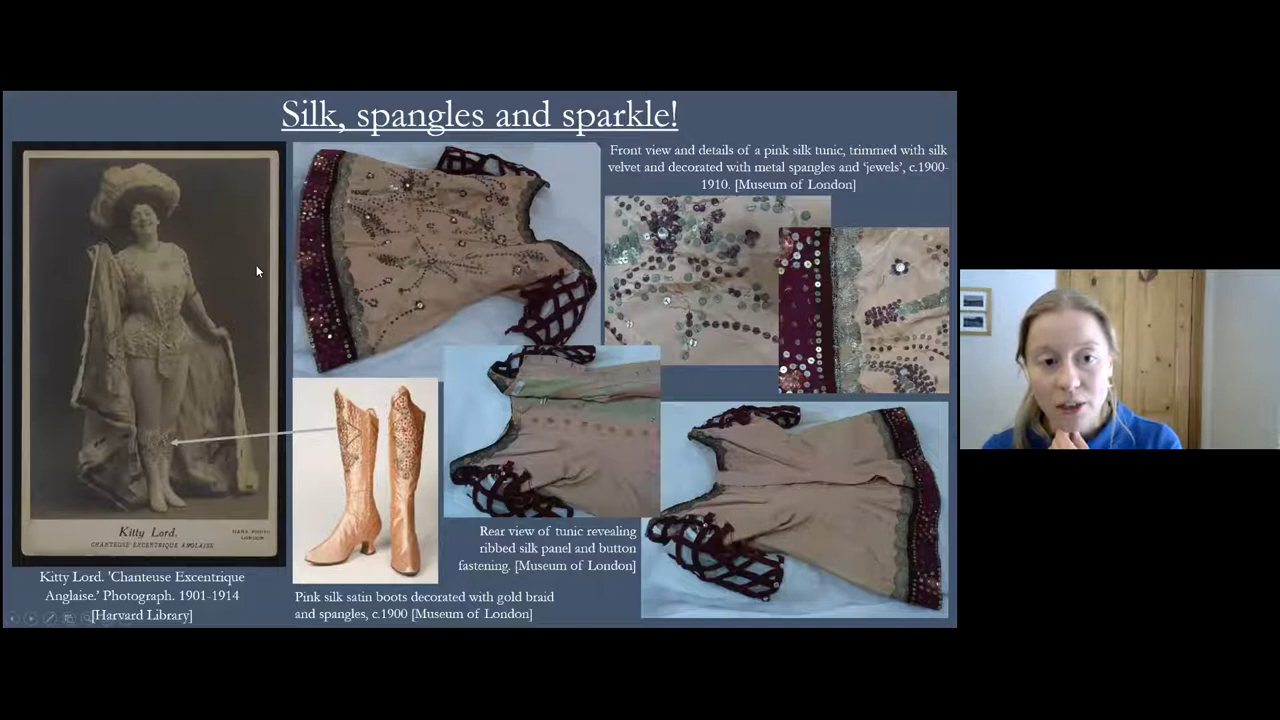 Silk, spangles and sparkle!
Front view and details of a pink silk tunic, trimmed with silk
velvet and decorated with metal spangles and 'jewels', c.1900-
1910. [Museum of London]
Kitty Lord.
CHANTEUSE EXCENTRIQUE ANGLAISE
LONDON
Kitty Lord. 'Chanteuse Excentrique
Anglaise.' Photograph. 1901-1914
[Harvard Library]
Rear view of tunic revealing
ribbed silk panel and button
fastening. [Museum of London]
Pink silk satin boots decorated with gold braid
and spangles, c.1900 [Museum of London]